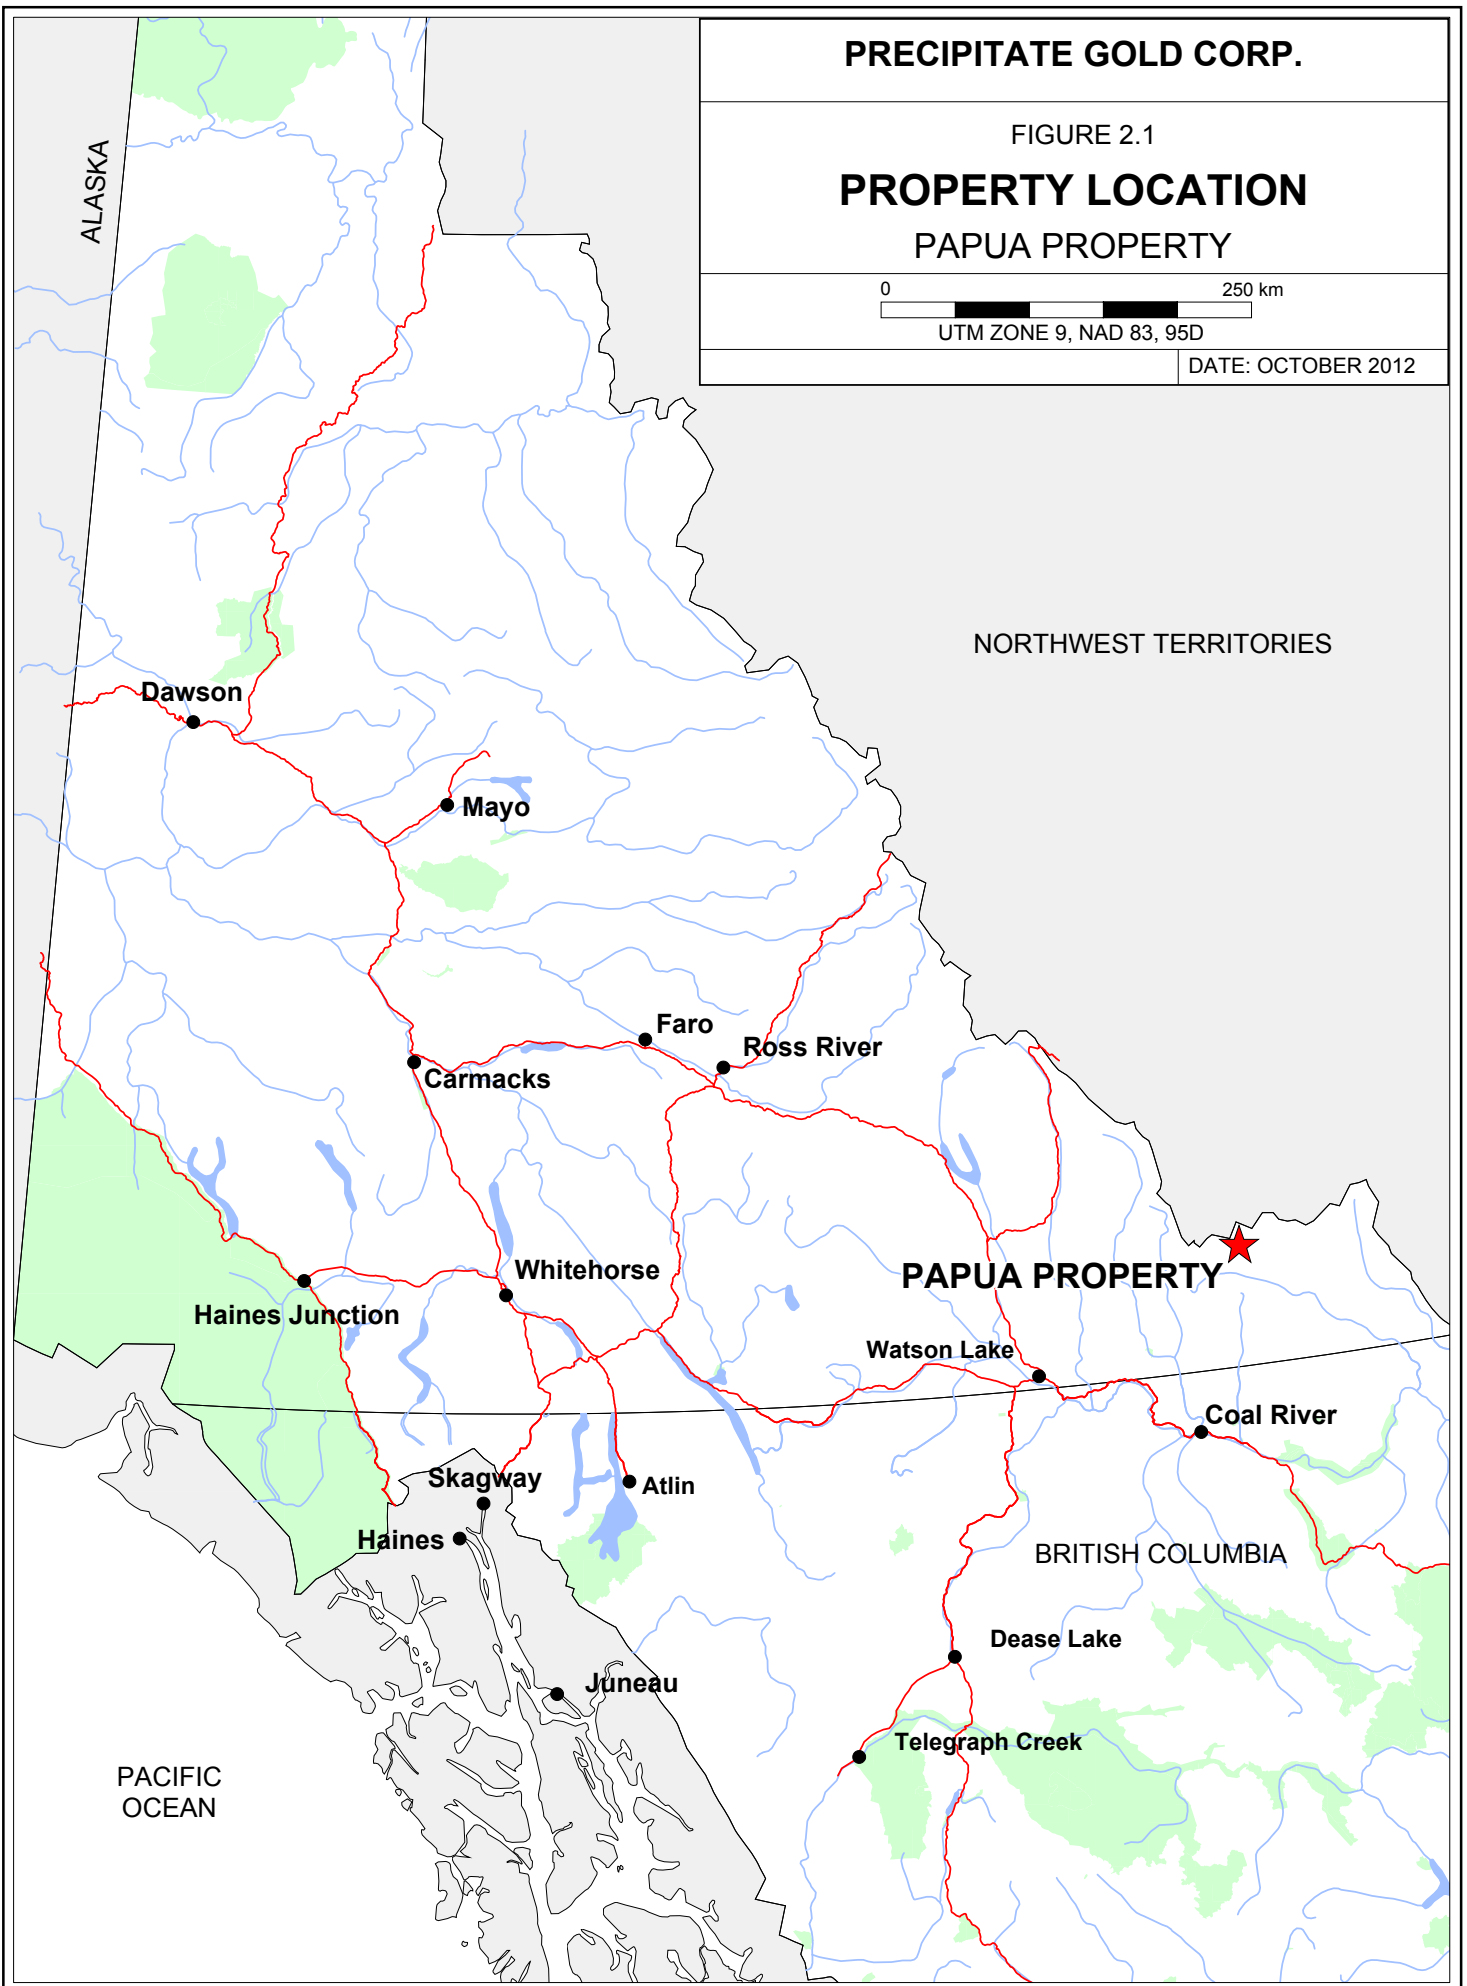 PRECIPITATE GOLD CORP.
FIGURE 2.1
PROPERTY LOCATION
PAPUA PROPERTY
0 250 km
UTM ZONE 9, NAD 83, 95D
DATE: OCTOBER 2012
ALASKA
NORTHWEST TERRITORIES
Dawson
Mayo
Faro
Ross River
Carmacks
Whitehorse
PAPUA PROPERTY
Haines Junction
Watson Lake
Coal River
Skagway
Atlin
Haines
BRITISH COLUMBIA
Dease Lake
Juneau
Telegraph Creek
PACIFIC
OCEAN